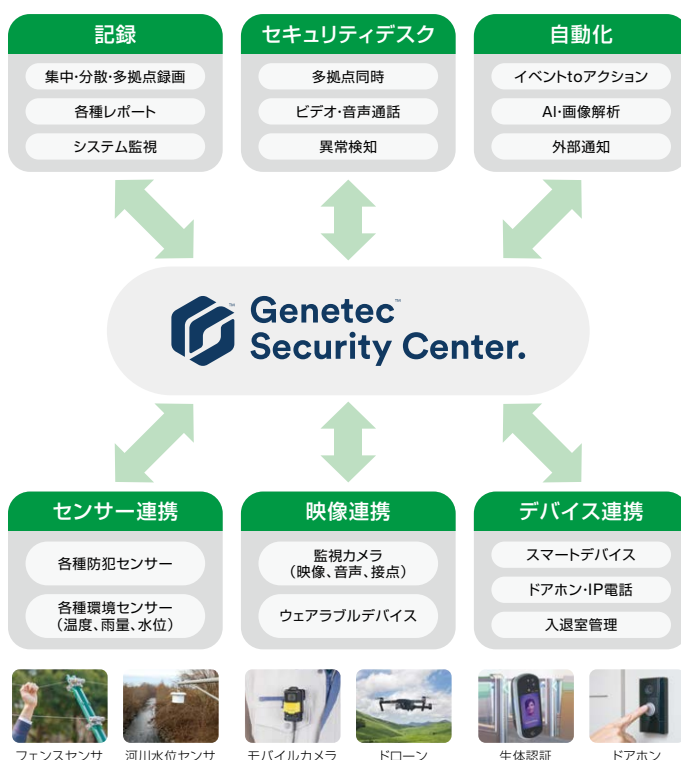 記録
集中・分散・多拠点録画
各種レポート
システム監視
セキュリティデスク
多拠点同時
ビデオ・音声通話
異常検知
自動化
イベントtoアクション
AI・画像解析
外部通知
Genetec™
Security Center.
センサー連携
各種防犯センサー
各種環境センサー
（温度、雨量、水位）
映像連携
監視カメラ
（映像、音声、接点）
ウェアラブルデバイス
デバイス連携
スマートデバイス
ドアホン・IP電話
入退室管理
フェンスセンサ
河川水位センサ
モバイルカメラ
ドローン
生体認証
ドアホン